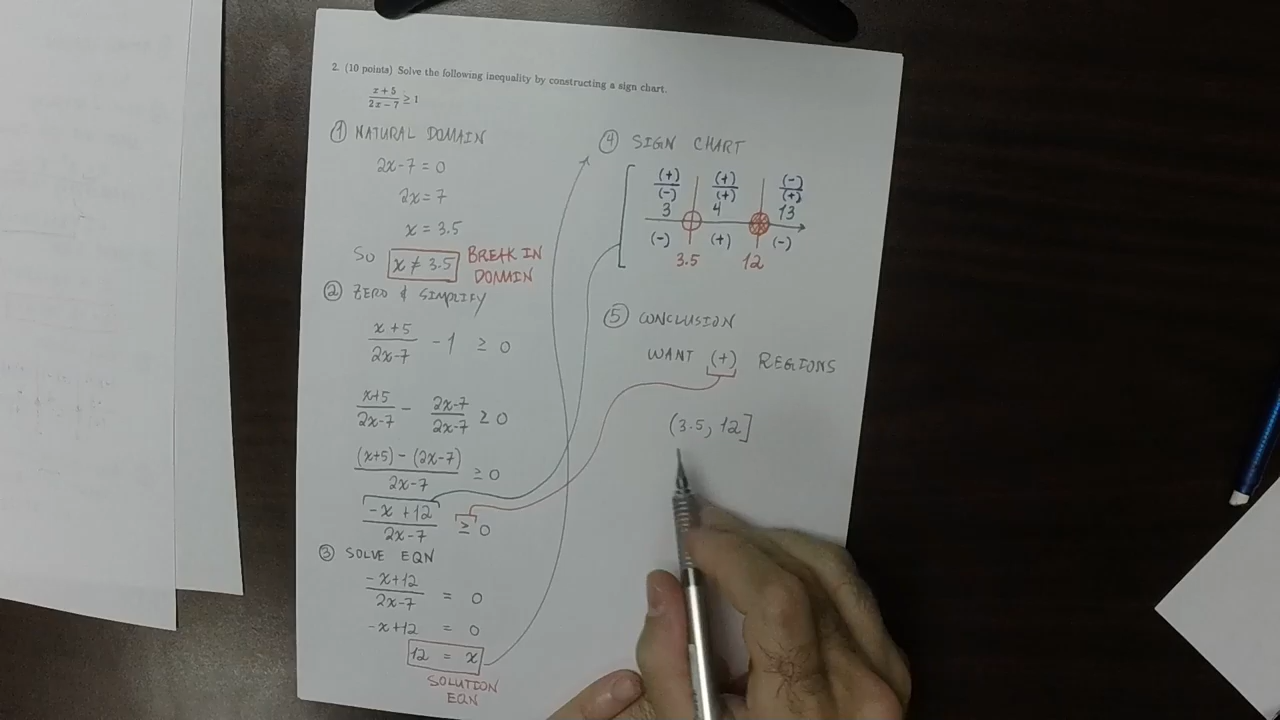 2. (10 points) Solve the following inequality by constructing a sign chart.
x + 5
2x − 7 ≥ 1
① NATURAL DOMAIN
2x-7 = 0
2x = 7
x = 3.5
So x ≠ 3.5 BREAK IN
DOMAIN
② ZERO & SIMPLIFY
x+5
2x-7 - 1 ≥ 0
x+5 - 2x-7 ≥ 0
2x-7 2x-7
(x+5) - (2x-7) ≥ 0
2x-7
-x +12 ≥ 0
2x-7
③ SOLVE EQN
-x+12 = 0
2x-7
-x+12 = 0
12 = x
SOLUTION
EQN
④ SIGN CHART
(+) (+) (-)
(-) (+) (+)
3 4 13
(-) (+) (-)
3.5 12
⑤ CONCLUSION
WANT (+) REGIONS
(3.5, 12]